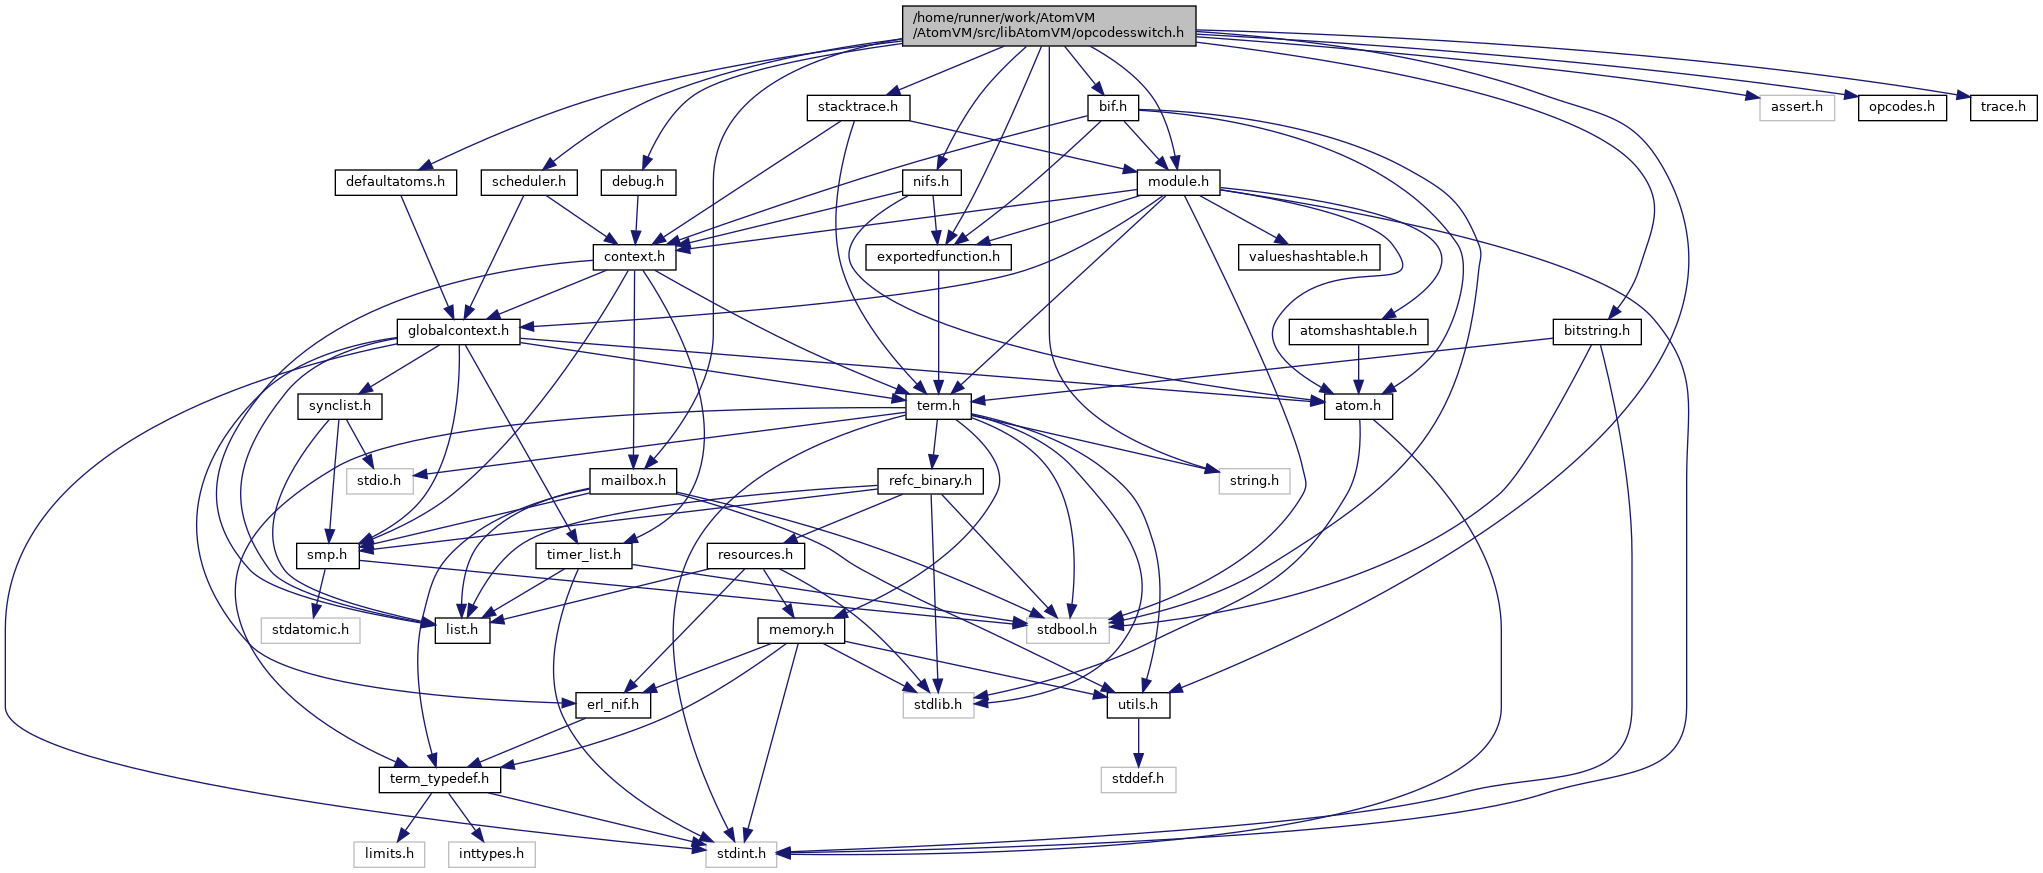 /home/runner/work/AtomVM
/AtomVM/src/libAtomVM/opcodesswitch.h
stacktrace.h
bif.h
assert.h
opcodes.h
trace.h
defaultatoms.h
scheduler.h
debug.h
nifs.h
module.h
context.h
exportedfunction.h
valueshashtable.h
globalcontext.h
atomshashtable.h
bitstring.h
synclist.h
term.h
atom.h
stdio.h
mailbox.h
refc_binary.h
string.h
smp.h
timer_list.h
resources.h
stdatomic.h
list.h
memory.h
stdbool.h
erl_nif.h
stdlib.h
utils.h
term_typedef.h
stddef.h
limits.h
inttypes.h
stdint.h